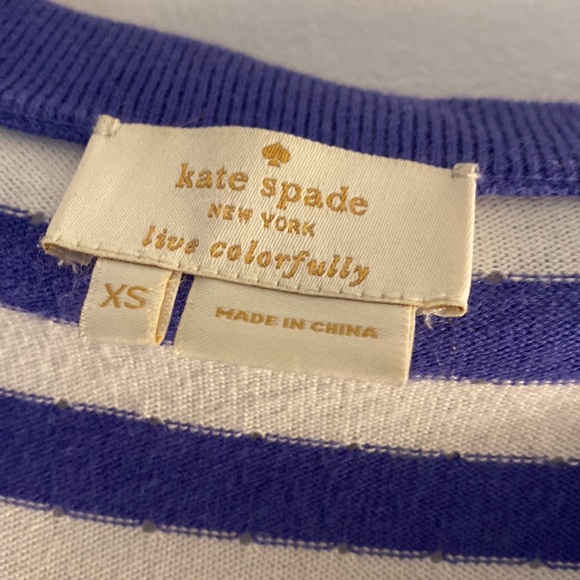 kate spade
NEW YORK
live colorfully
XS
MADE IN CHINA